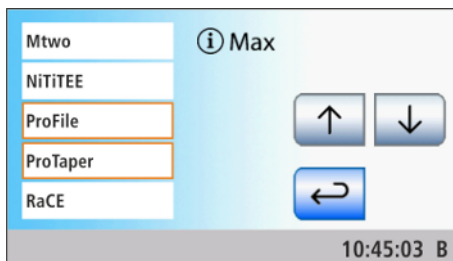 Mtwo
ⓘ Max
NiTiTEE
ProFile
ProTaper
RaCE
10:45:03 B